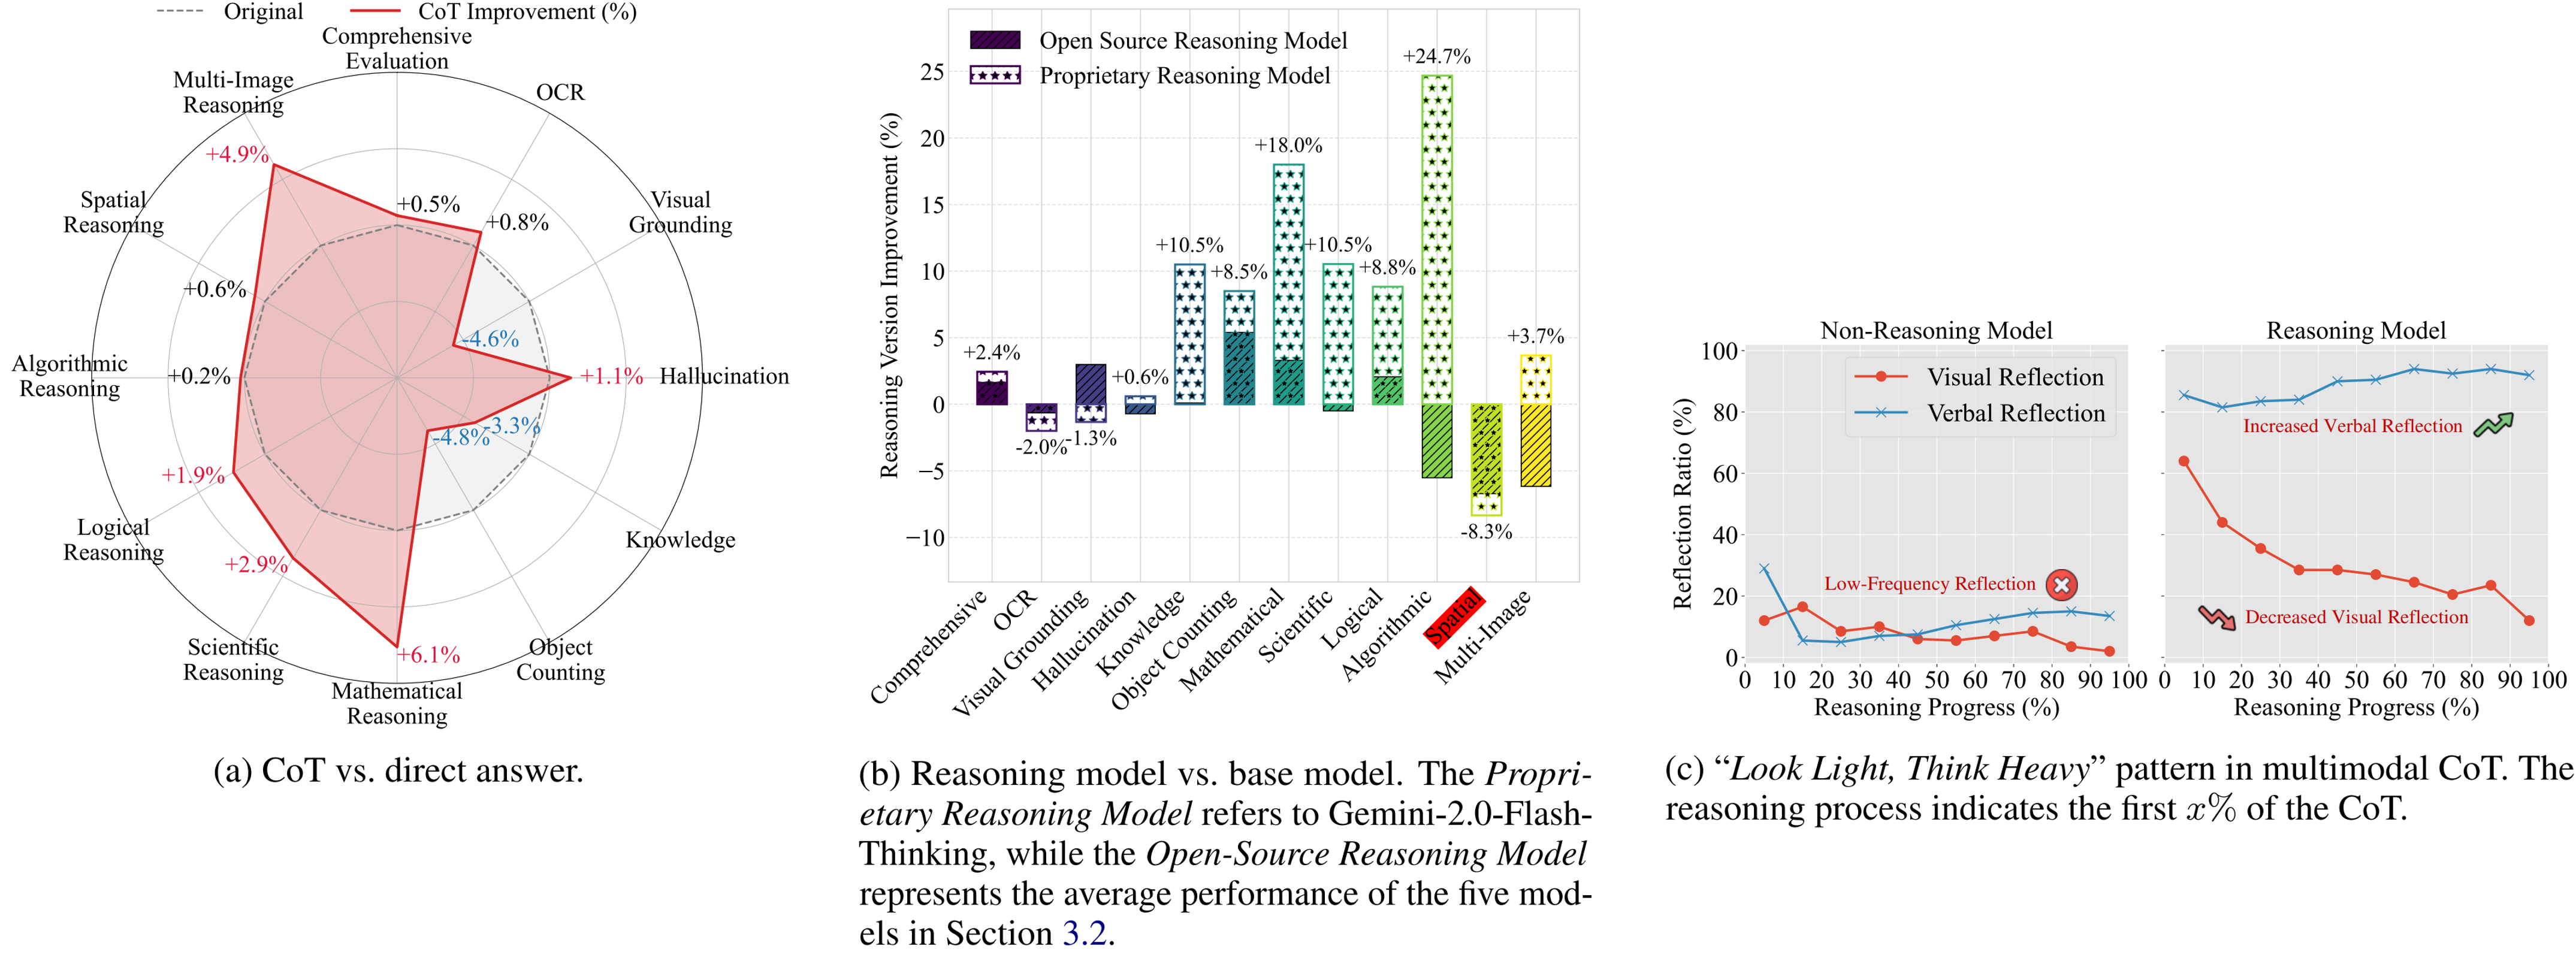 Original
CoT Improvement (%)
Comprehensive
Evaluation
OCR
Visual
Grounding
Hallucination
Knowledge
Object
Counting
Mathematical
Reasoning
Scientific
Reasoning
Logical
Reasoning
Algorithmic
Reasoning
Spatial
Reasoning
Multi-Image
Reasoning
+0.5%
+0.8%
-4.6%
+1.1%
-3.3%
-4.8%
+6.1%
+2.9%
+1.9%
+0.2%
+0.6%
+4.9%
(a) CoT vs. direct answer.
Open Source Reasoning Model
Proprietary Reasoning Model
Reasoning Version Improvement (%)
25
20
15
10
5
0
−5
−10
+2.4%
-2.0%
-1.3%
+0.6%
+10.5%
+8.5%
+18.0%
+10.5%
+8.8%
+24.7%
-8.3%
+3.7%
Comprehensive
OCR
Visual Grounding
Hallucination
Knowledge
Object Counting
Mathematical
Scientific
Logical
Algorithmic
Spatial
Multi-Image
(b) Reasoning model vs. base model. The Propri-
etary Reasoning Model refers to Gemini-2.0-Flash-
Thinking, while the Open-Source Reasoning Model
represents the average performance of the five mod-
els in Section 3.2.
Non-Reasoning Model
Visual Reflection
Verbal Reflection
Low-Frequency Reflection
Reflection Ratio (%)
100
80
60
40
20
0
0 10 20 30 40 50 60 70 80 90 100
Reasoning Progress (%)
Reasoning Model
Increased Verbal Reflection
Decreased Visual Reflection
0 10 20 30 40 50 60 70 80 90 100
Reasoning Progress (%)
(c) “Look Light, Think Heavy” pattern in multimodal CoT. The
reasoning process indicates the first x% of the CoT.